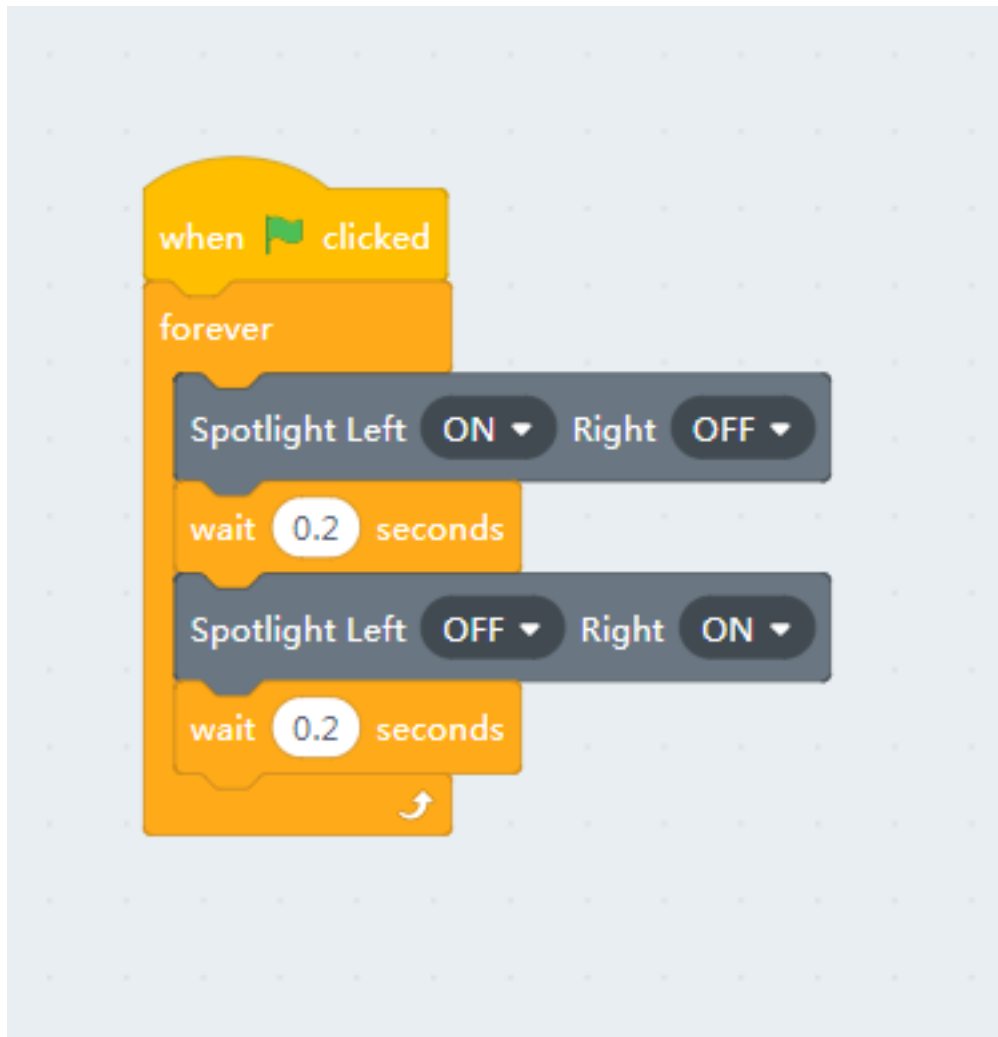 when clicked
forever
Spotlight Left ON Right OFF
wait 0.2 seconds
Spotlight Left OFF Right ON
wait 0.2 seconds